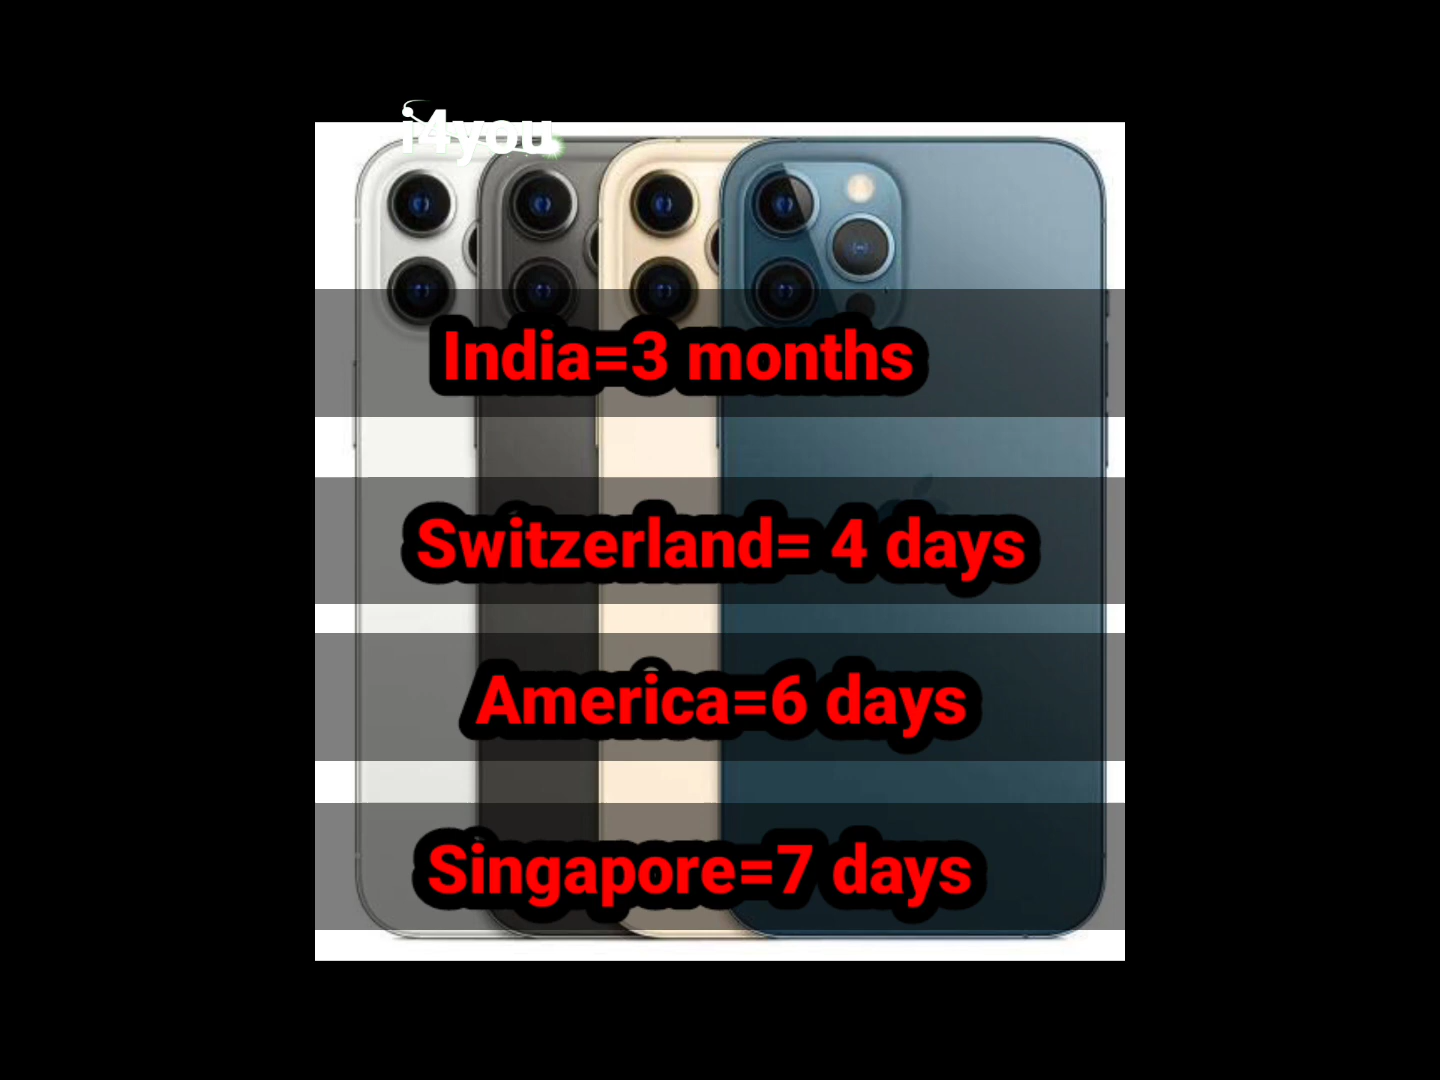 i4you
India=3 months
Switzerland= 4 days
America=6 days
Singapore=7 days